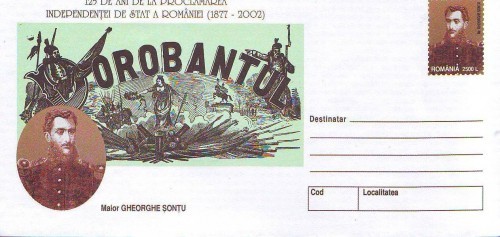 125 DE ANI DE LA PROCLAMAREA
INDEPENDENȚEI DE STAT A ROMÂNIEI (1877 - 2002)
OROBANȚUL
ROMÂNIA 2500 L
Destinatar
Maior GHEORGHE ȘONȚU
Cod Localitatea